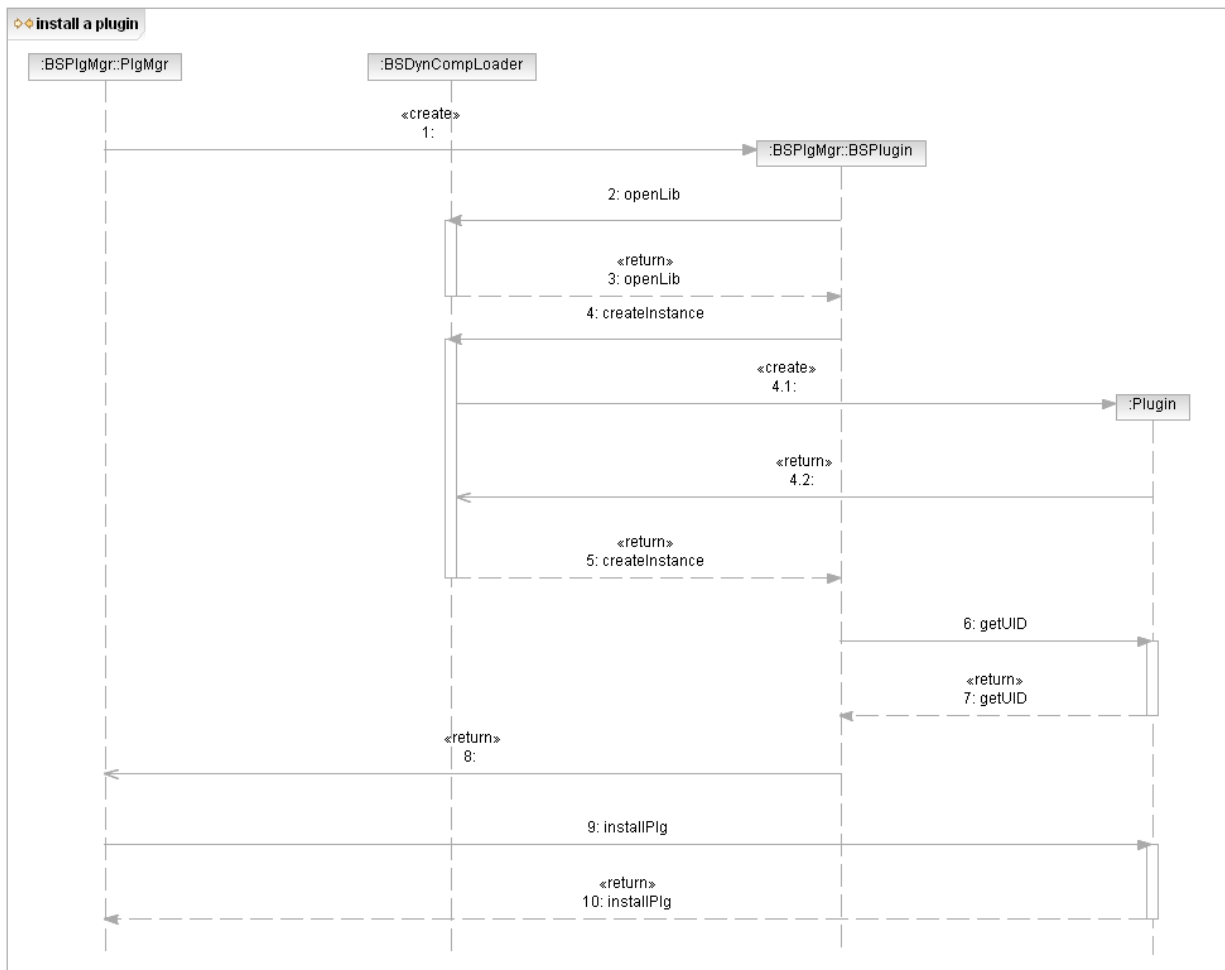 install a plugin
:BSPlgMgr::PlgMgr
:BSDynCompLoader
«create»
1:
:BSPlgMgr::BSPlugin
2: openLib
«return»
3: openLib
4: createInstance
«create»
4.1:
:Plugin
«return»
4.2:
«return»
5: createInstance
6: getUID
«return»
7: getUID
«return»
8:
9: installPlg
«return»
10: installPlg